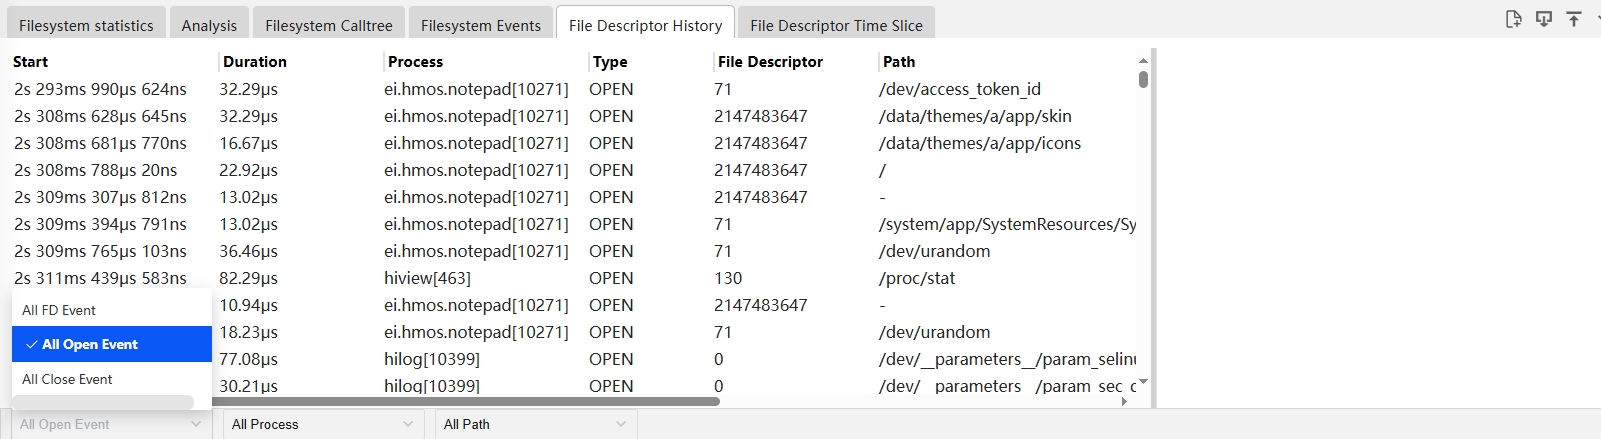 Filesystem statistics Analysis Filesystem Calltree Filesystem Events File Descriptor History File Descriptor Time Slice
Start Duration Process Type File Descriptor Path
2s 293ms 990μs 624ns 32.29μs ei.hmos.notepad[10271] OPEN 71 /dev/access_token_id
2s 308ms 628μs 645ns 32.29μs ei.hmos.notepad[10271] OPEN 2147483647 /data/themes/a/app/skin
2s 308ms 681μs 770ns 16.67μs ei.hmos.notepad[10271] OPEN 2147483647 /data/themes/a/app/icons
2s 308ms 788μs 20ns 22.92μs ei.hmos.notepad[10271] OPEN 2147483647 /
2s 309ms 307μs 812ns 13.02μs ei.hmos.notepad[10271] OPEN 2147483647 -
2s 309ms 394μs 791ns 13.02μs ei.hmos.notepad[10271] OPEN 71 /system/app/SystemResources/Sy
2s 309ms 765μs 103ns 36.46μs ei.hmos.notepad[10271] OPEN 71 /dev/urandom
2s 311ms 439μs 583ns 82.29μs hiview[463] OPEN 130 /proc/stat
All FD Event 10.94μs ei.hmos.notepad[10271] OPEN 2147483647 -
All Open Event 18.23μs ei.hmos.notepad[10271] OPEN 71 /dev/urandom
77.08μs hilog[10399] OPEN 0 /dev/__parameters__/param_selinu
All Close Event 30.21μs hilog[10399] OPEN 0 /dev/__parameters__/param_sec_c
All Open Event All Process All Path